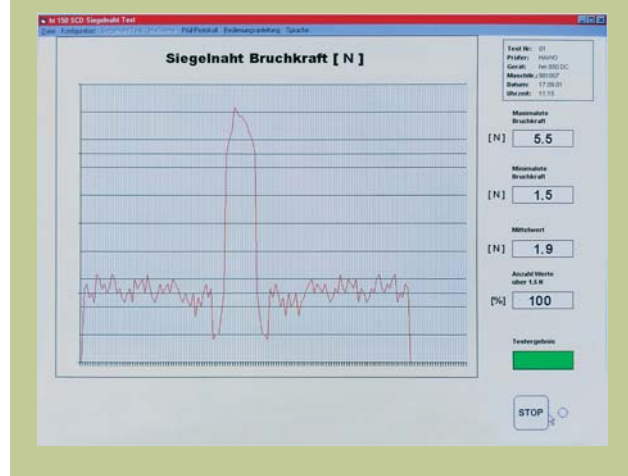 hi 150 SCD Siegelnaht Test
Datei Konfiguration Prüf-Protokoll Bedienungsanleitung Sprache
Siegelnaht Bruchkraft [ N ]
Test Nr.: 01
Prüfer: HAWO
Gerät: hm 850 DC
Datum: 17.09.01
Uhrzeit: 11:15
Maximalste
Bruchkraft
[N] 5.5
Minimalste
Bruchkraft
[N] 1.5
Mittelwert
[N] 1.9
Anzahl Werte
über 1.5 N
[%] 100
Testergebnis
STOP